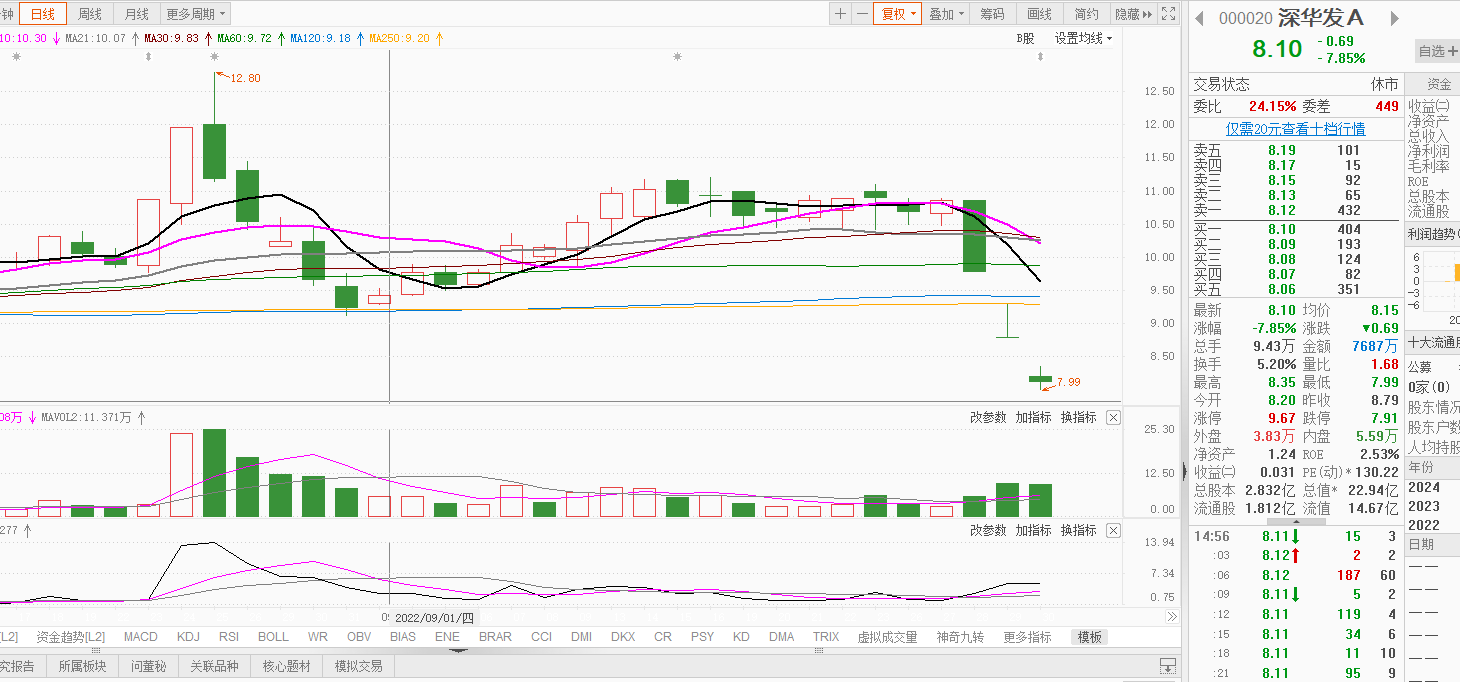 钟 日线 周线 月线 更多周期
复权 叠加 筹码 画线 简约 隐藏
10:10.30 MA21:10.07 MA30:9.83 MA60:9.72 MA120:9.18 MA250:9.20
B股 设置均线
12.80
12.50
12.00
11.50
11.00
10.50
10.00
9.50
9.00
8.50
7.99
08万 MAVOL2:11.371万
改参数 加指标 换指标
25.30
12.50
0.00
277
改参数 加指标 换指标
13.94
7.34
0.75
2022/09/01/四
[L2] 资金趋势[L2] MACD KDJ RSI BOLL WR OBV BIAS ENE BRAR CCI DMI DKX CR PSY KD DMA TRIX 虚拟成交量 神奇九转 更多指标 模板
究报告 所属板块 问董秘 关联品种 核心题材 模拟交易
000020 深华发A
8.10 -0.69
-7.85%
自选+
交易状态 休市
委比 24.15% 委差 449
仅需20元查看十档行情
卖五 8.19 101
卖四 8.17 15
卖三 8.15 92
卖二 8.13 65
卖一 8.12 432
买一 8.10 404
买二 8.09 193
买三 8.08 124
买四 8.07 82
买五 8.06 351
最新 8.10 均价 8.15
涨幅 -7.85% 涨跌 ▼0.69
总手 9.43万 金额 7687万
换手 5.20% 量比 1.68
最高 8.35 最低 7.99
今开 8.20 昨收 8.79
涨停 9.67 跌停 7.91
外盘 3.83万 内盘 5.59万
净资产 1.24 ROE 2.53%
收益㈡ 0.031 PE(动)* 130.22
总股本 2.832亿 总值* 22.94亿
流通股 1.812亿 流值 14.67亿
14:56 8.11 15 3
:03 8.12 2 2
:06 8.12 187 60
:09 8.11 5 2
:12 8.11 119 4
:15 8.11 34 6
:18 8.11 11 10
:21 8.11 95 9
资金
收益㈡
净资产
总收入
净利润
毛利率
ROE
总股本
流通股
利润趋势(
6
3
0
-3
-6
20
十大流通股
公募
0家(0)
股东情况
股东户数
人均持股
年份
2024
2023
2022
日期